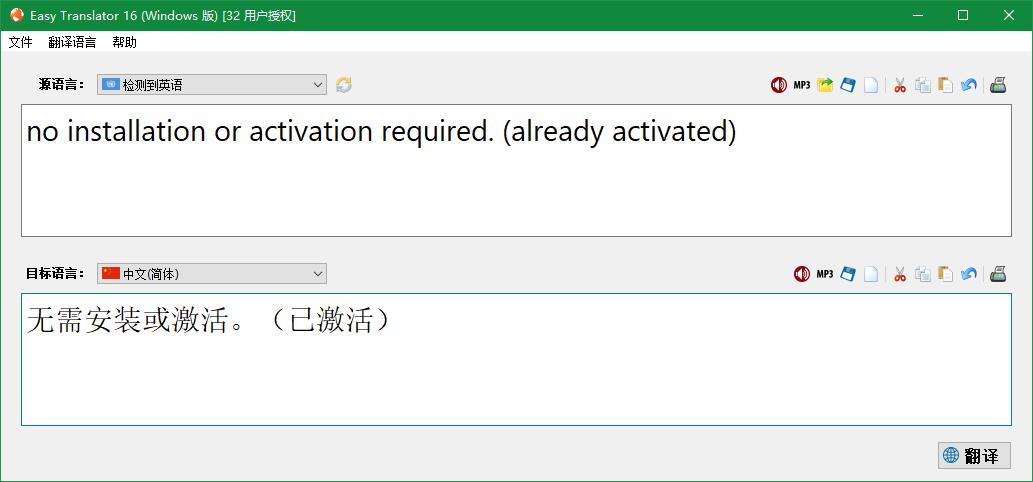 Easy Translator 16 (Windows 版) [32 用户授权]
文件 翻译语言 帮助
源语言： 检测到英语 MP3
no installation or activation required. (already activated)
目标语言： 中文(简体) MP3
无需安装或激活。（已激活）
翻译